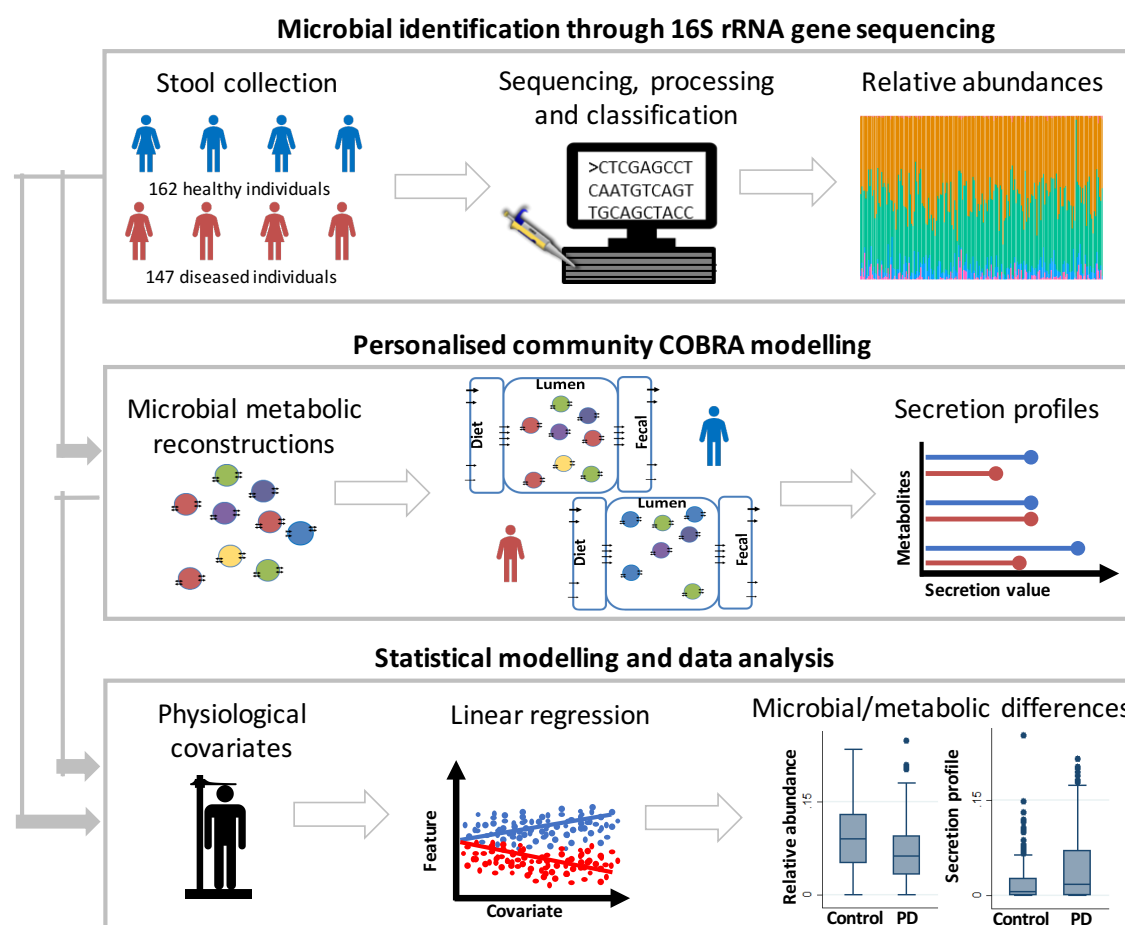 Microbial identification through 16S rRNA gene sequencing
Stool collection
162 healthy individuals
147 diseased individuals
Sequencing, processing
and classification
>CTCGAGCCT
CAATGTCAGT
TGCAGCTACC
Relative abundances
Personalised community COBRA modelling
Microbial metabolic
reconstructions
Diet
Lumen
Fecal
Diet
Lumen
Fecal
Secretion profiles
Metabolites
Secretion value
Statistical modelling and data analysis
Physiological
covariates
Linear regression
Feature
Covariate
Microbial/metabolic differences
Relative abundance
.15
0
Control PD
Secretion profile
.15
0
Control PD